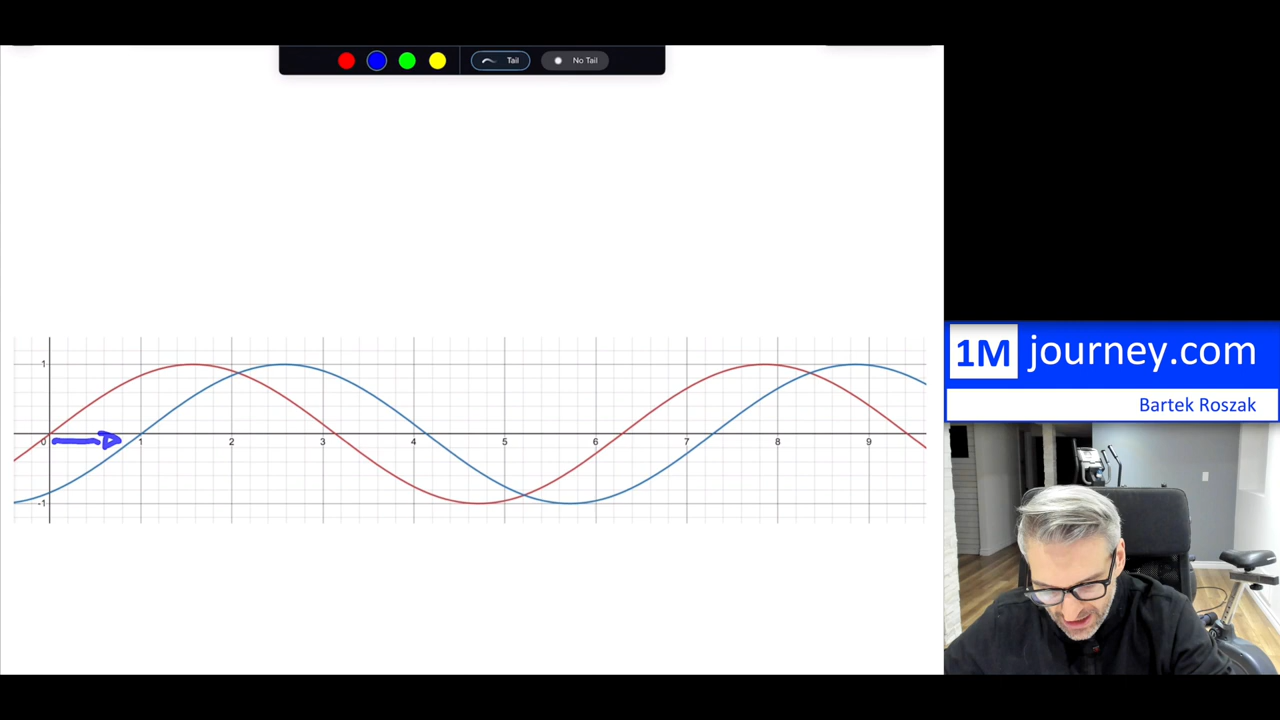 Tail No Tail
1
0 1 2 3 4 5 6 7 8 9
-1
1M journey.com
Bartek Roszak